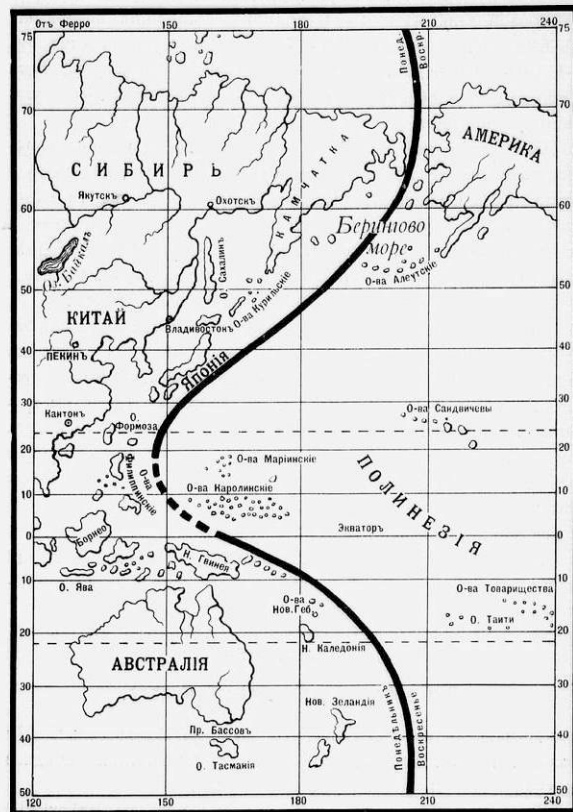 Отъ Ферро
120 150 180 210 240
75 75
Понед.
Воскр.
70 70
АМЕРИКА
СИБИРЬ
КАМЧАТКА
Якутскъ
Охотскъ
60 60
Берингово
море
Оз. Байкалъ
О. Сахалинъ
О-ва Алеутскіе
50 50
О-ва Курильскіе
КИТАЙ
Владивостокъ
ПЕКИНЪ
40 40
Японія
30 30
Кантонъ
О.
Формоза
О-ва Сандвичевы
20 20
О-ва Маріинскіе
О-ва
Филиппинскіе
О-ва Каролинскіе
ПОЛИНЕЗІЯ
10 10
Борнео
Экваторъ
0 0
Н. Гвинея
О. Ява
10 10
О-ва
Нов. Геб.
О-ва Товарищества
О. Таити
20 20
Н. Каледонія
АВСТРАЛІЯ
30 30
Нов. Зеландія
Понедѣльникъ
Воскресенье
Пр. Бассовъ
40 40
О. Тасманія
50 50
120 150 180 210 240